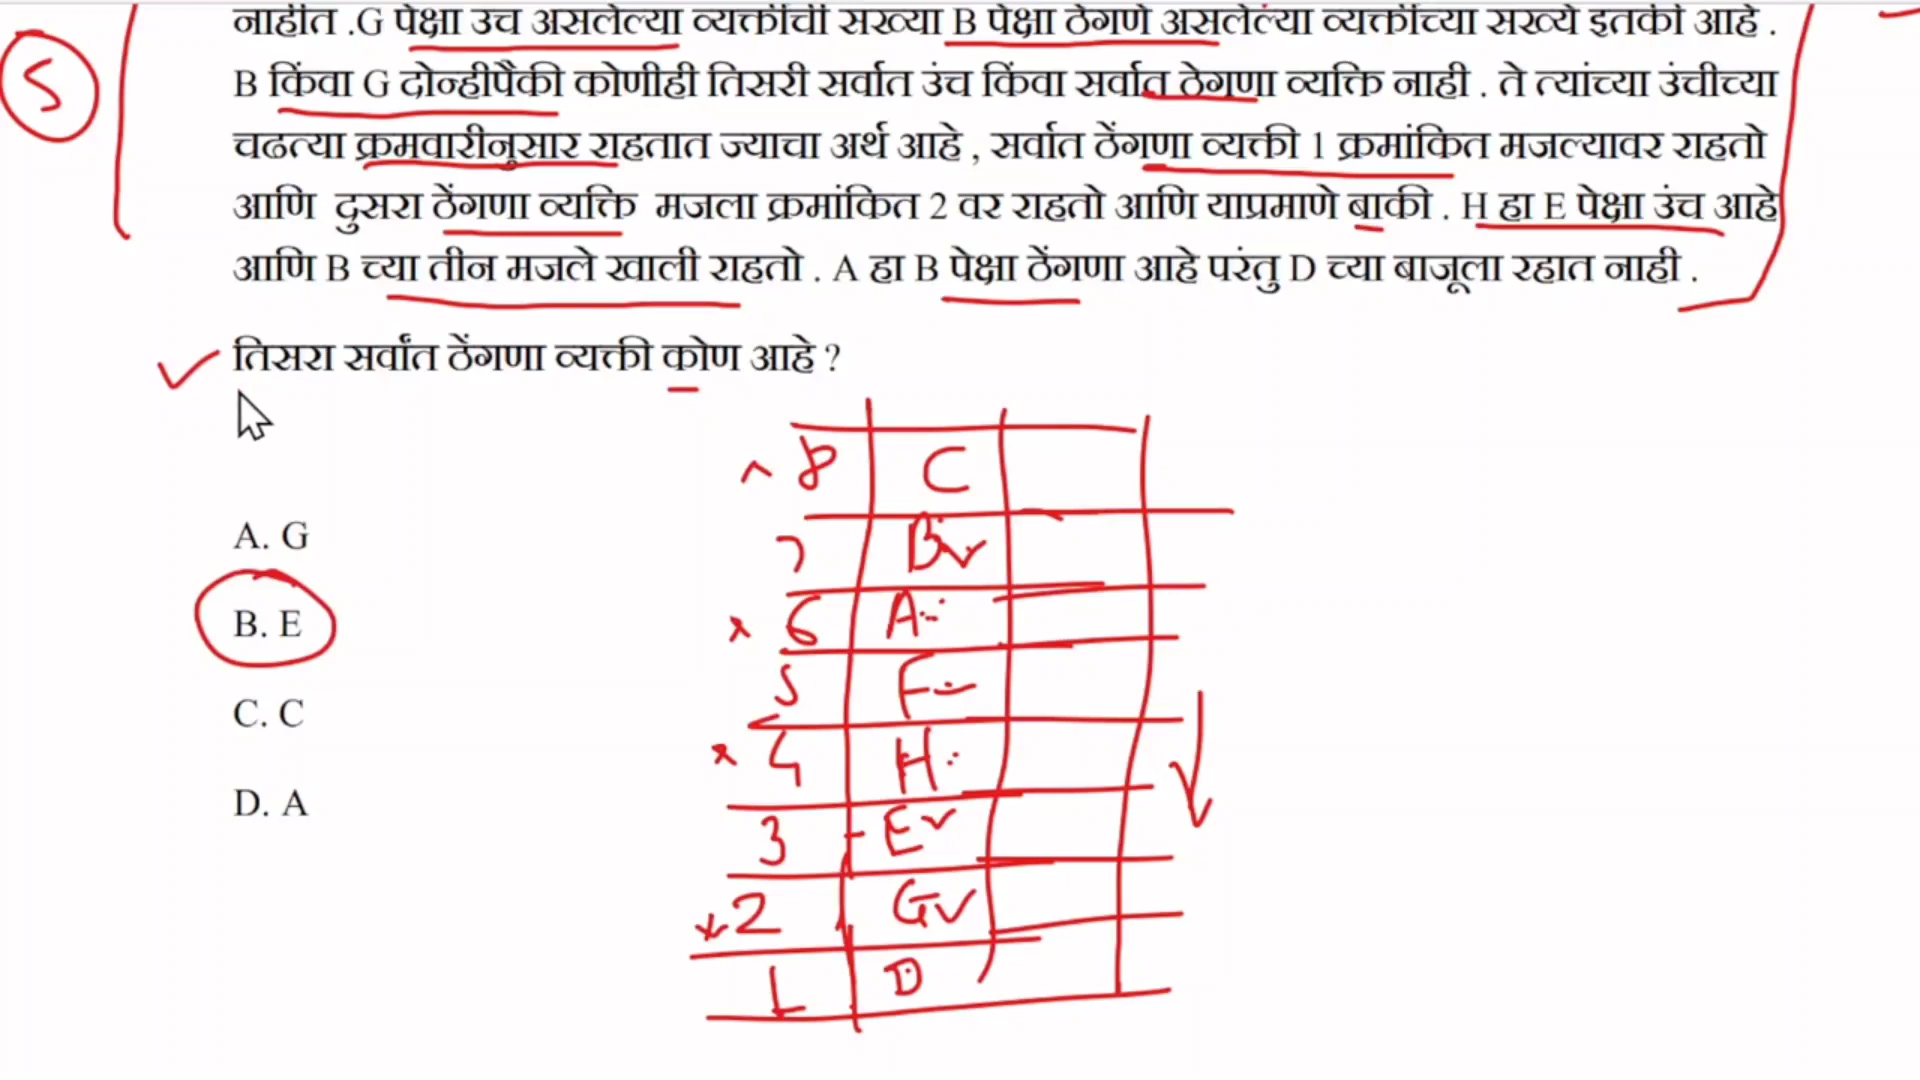 नाहीत .G पेक्षा उच असलेल्या व्यक्तींची सख्या B पेक्षा ठेगणे असलेल्या व्यक्तींच्या सख्ये इतकी आहे .
5 B किंवा G दोन्हीपैकी कोणीही तिसरी सर्वात उंच किंवा सर्वात ठेगणा व्यक्ति नाही . ते त्यांच्या उंचीच्या
चढत्या क्रमवारीनुसार राहतात ज्याचा अर्थ आहे , सर्वात ठेंगणा व्यक्ती 1 क्रमांकित मजल्यावर राहतो
आणि दुसरा ठेंगणा व्यक्ति मजला क्रमांकित 2 वर राहतो आणि याप्रमाणे बाकी . H हा E पेक्षा उंच आहे
आणि B च्या तीन मजले खाली राहतो . A हा B पेक्षा ठेंगणा आहे परंतु D च्या बाजूला रहात नाही .
तिसरा सर्वांत ठेंगणा व्यक्ती कोण आहे ?
A. G
B. E
C. C
D. A
8 C
7 B
6 A
5 F
4 H
3 E
2 G
1 D